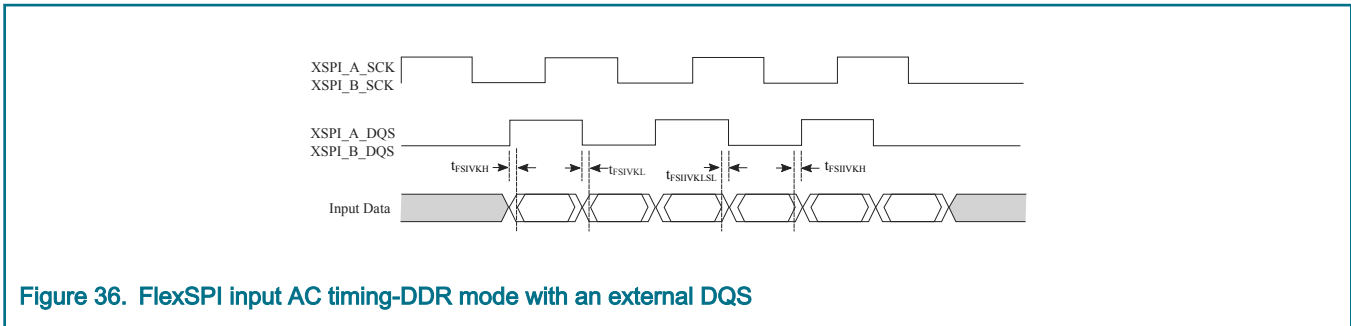 XSPI_A_SCK
XSPI_B_SCK
XSPI_A_DQS
XSPI_B_DQS
tFSIVKH
tFSIVKL
tFSIIVKLSL
tFSIIVKH
Input Data
Figure 36. FlexSPI input AC timing-DDR mode with an external DQS